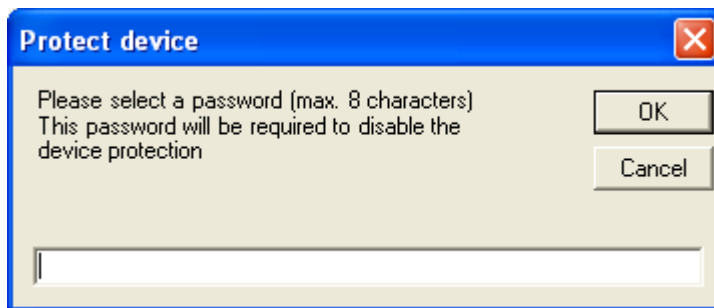 Protect device
Please select a password (max. 8 characters)
This password will be required to disable the
device protection
OK
Cancel